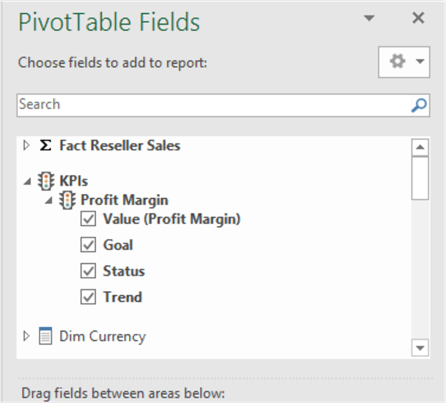 PivotTable Fields
Choose fields to add to report:
Search
Σ Fact Reseller Sales
KPIs
Profit Margin
Value (Profit Margin)
Goal
Status
Trend
Dim Currency
Drag fields between areas below: